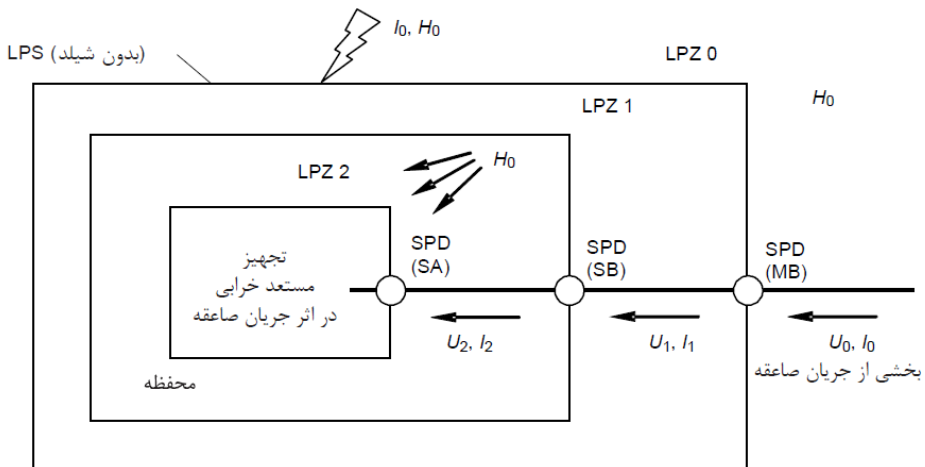 I0, H0
LPZ 0
LPS (بدون شیلد)
H0
LPZ 1
LPZ 2
H0
SPD
(SA)
SPD
(SB)
SPD
(MB)
تجهیز
مستعد خرابی
در اثر جریان صاعقه
U2, I2
U1, I1
U0, I0
بخشی از جریان صاعقه
محفظه